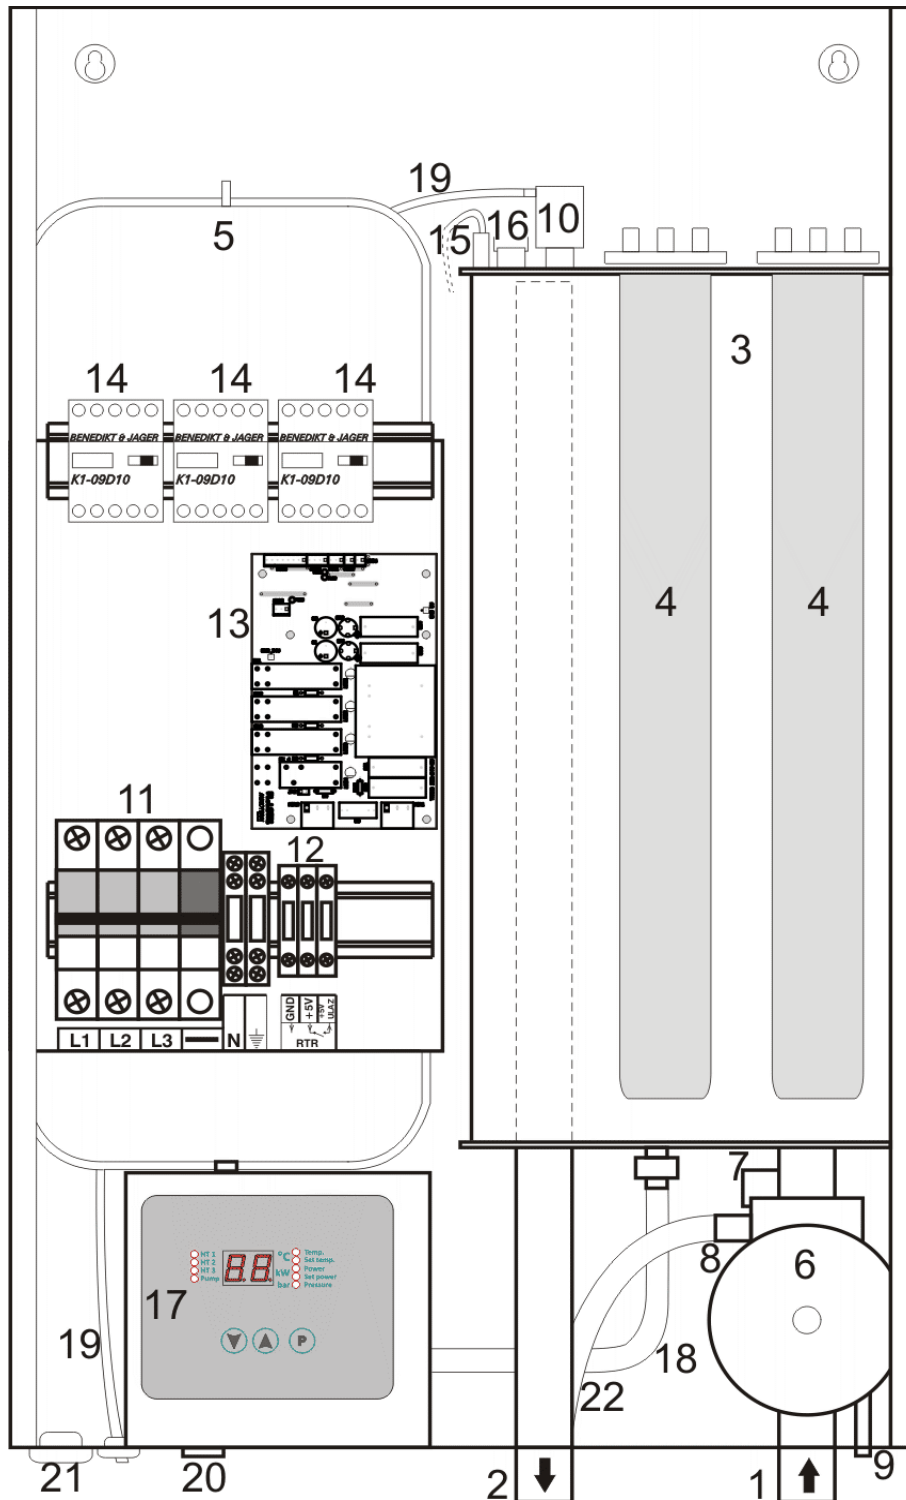 19
10
16
15
5
3
14 14 14
BENEDIKT & JAGER BENEDIKT & JAGER BENEDIKT & JAGER
K1-09D10 K1-09D10 K1-09D10
4 4
13
11
12
GND +5V +5V ULAZ
L1 L2 L3 N RTR
7
8
6
HT 1 °C Temp.
HT 2 Set temp.
HT 3 kW Power
Pump Set power
bar Pressure
8.8.
17
P
19
18
22
21
20
2
1
9